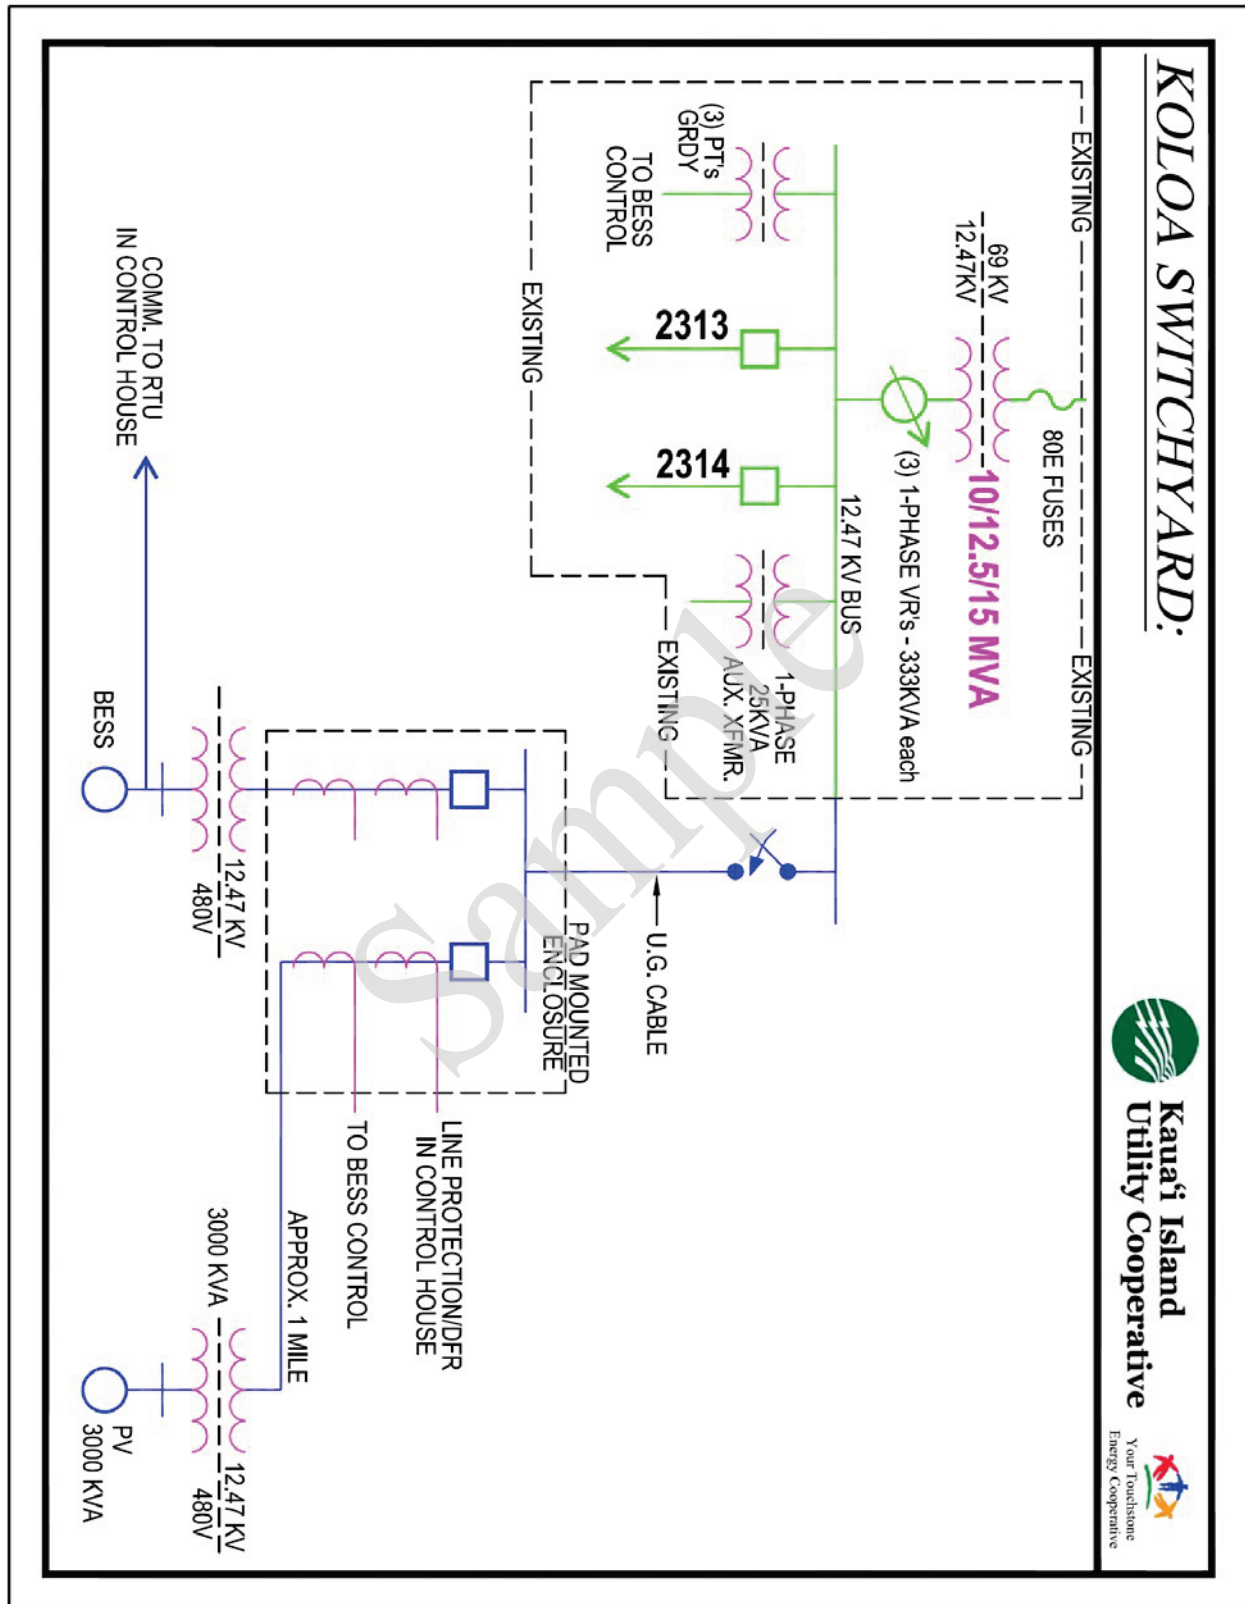 KOLOA SWITCHYARD:
Kaua‘i Island
Utility Cooperative
Your Touchstone
Energy Cooperative
EXISTING
EXISTING
80E FUSES
69 KV
12.47KV
10/12.5/15 MVA
(3) 1-PHASE VR's - 333KVA each
12.47 KV BUS
(3) PT's
GRDY
TO BESS
CONTROL
2313
2314
1-PHASE
25KVA
AUX. XFMR.
EXISTING
EXISTING
U.G. CABLE
PAD MOUNTED
ENCLOSURE
LINE PROTECTION/DFR
IN CONTROL HOUSE
TO BESS CONTROL
APPROX. 1 MILE
12.47 KV
480V
3000 KVA
12.47 KV
480V
COMM. TO RTU
IN CONTROL HOUSE
BESS
PV
3000 KVA
Sample